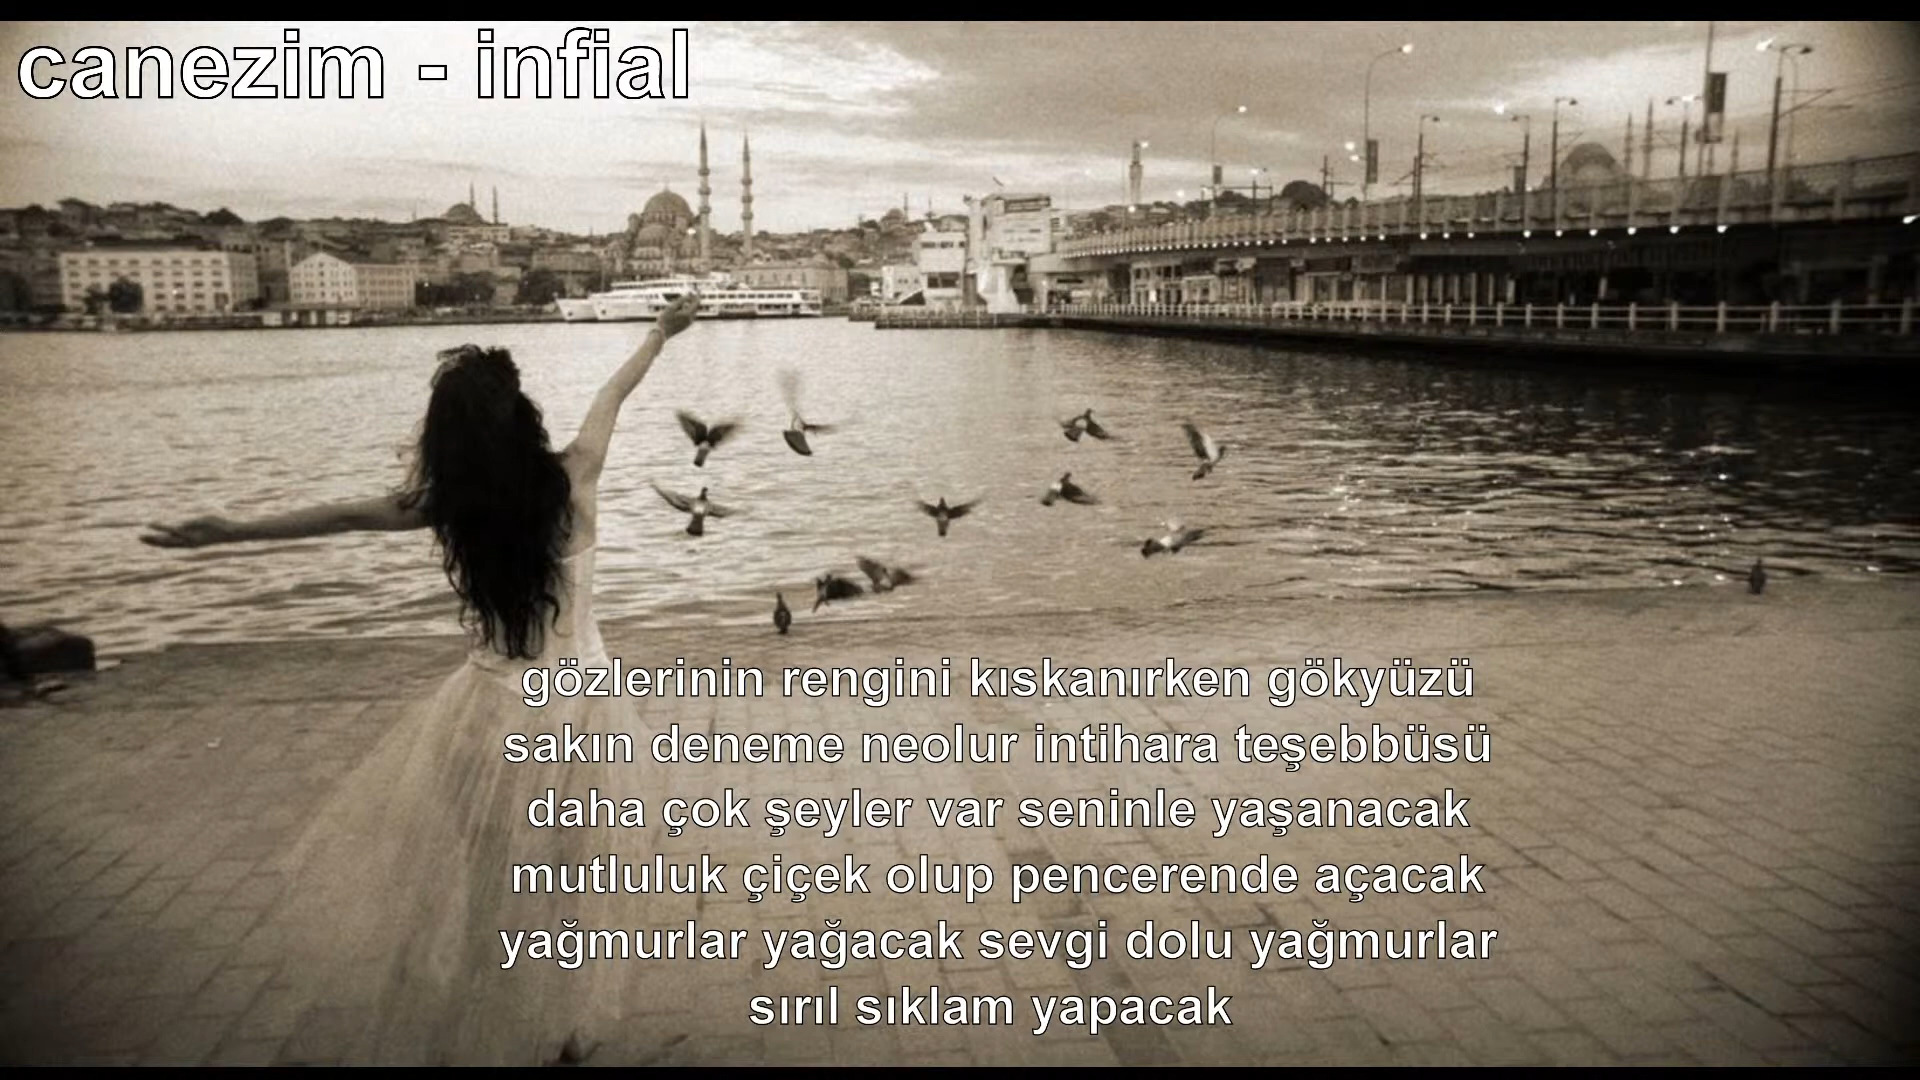 canezim - infial
gözlerinin rengini kıskanırken gökyüzü
sakın deneme neolur intihara teşebbüsü
daha çok şeyler var seninle yaşanacak
mutluluk çiçek olup pencerende açacak
yağmurlar yağacak sevgi dolu yağmurlar
sırıl sıklam yapacak